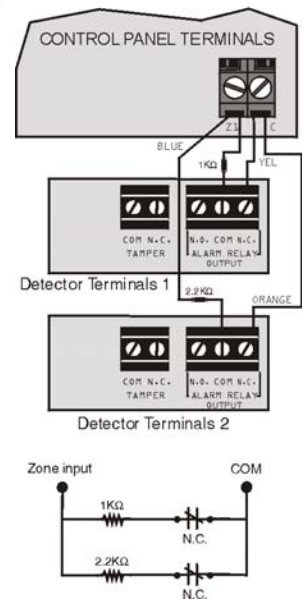 CONTROL PANEL TERMINALS
Z1 C
BLUE
1KΩ
YEL
COM N.C.
TAMPER
N.O. COM N.C.
ALARM RELAY
OUTPUT
Detector Terminals 1
2.2KΩ
ORANGE
COM N.C.
TAMPER
N.O. COM N.C.
ALARM RELAY
OUTPUT
Detector Terminals 2
Zone input
COM
1KΩ
N.C.
2.2KΩ
N.C.